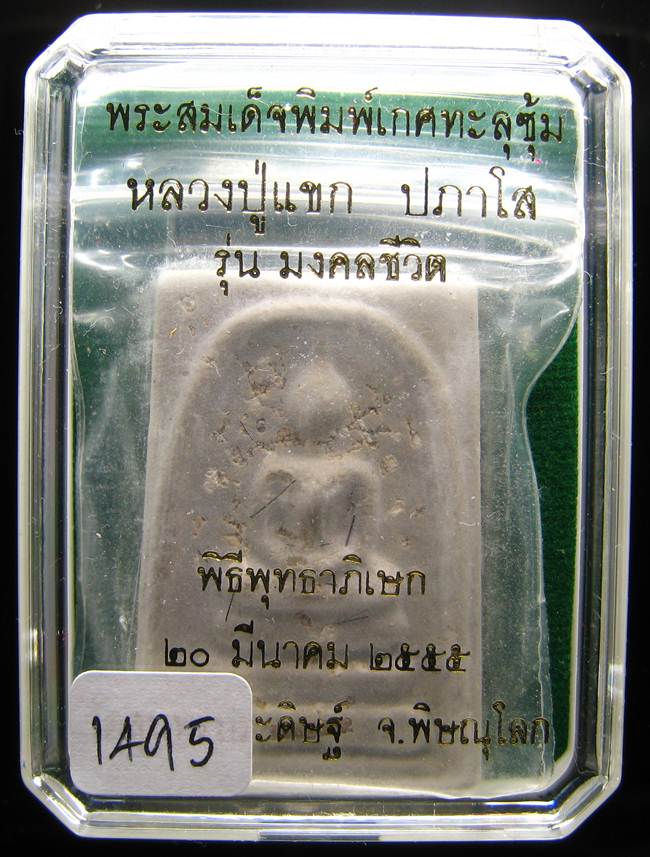 พระสมเด็จพิมพ์เกศทะลุซุ้ม
หลวงปู่แขก ปภาโส
รุ่น มงคลชีวิต
พิธีพุทธาภิเษก
๒๐ มีนาคม ๒๕๕๕
จ.พิษณุโลก
1495